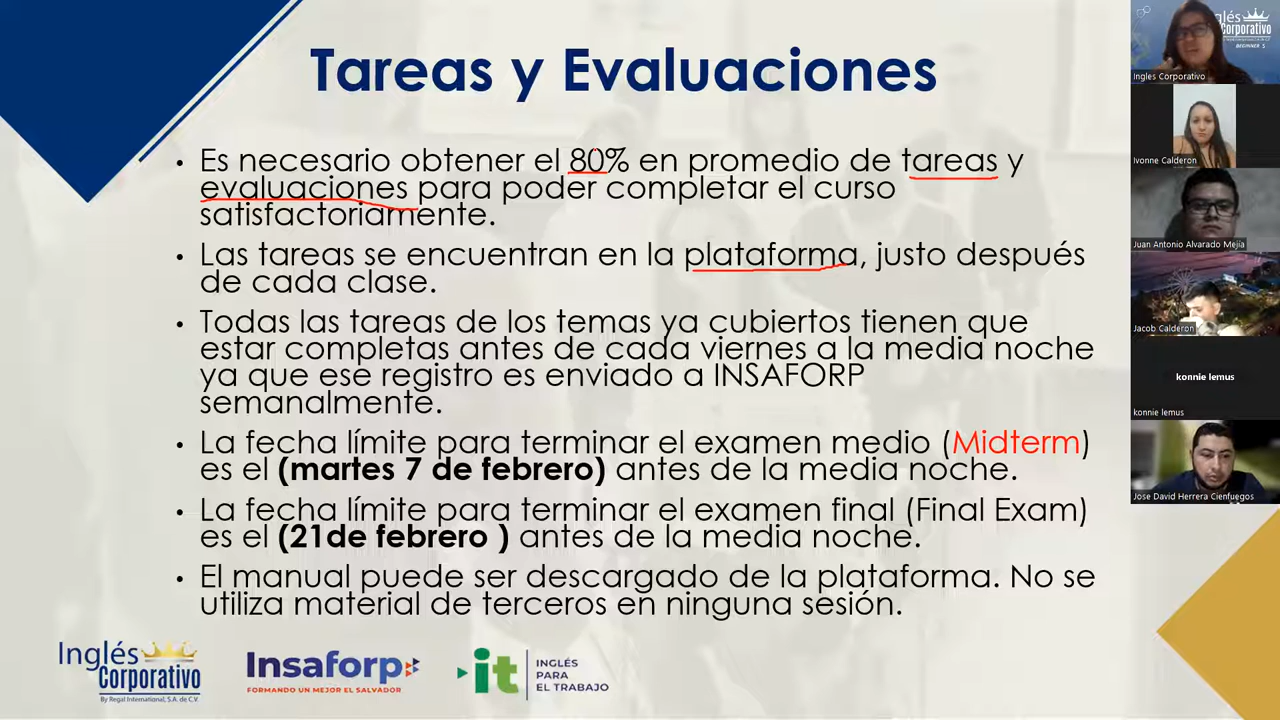 Tareas y Evaluaciones
• Es necesario obtener el 80% en promedio de tareas y
evaluaciones para poder completar el curso
satisfactoriamente.
• Las tareas se encuentran en la plataforma, justo después
de cada clase.
• Todas las tareas de los temas ya cubiertos tienen que
estar completas antes de cada viernes a la media noche
ya que ese registro es enviado a INSAFORP
semanalmente.
• La fecha límite para terminar el examen medio (Midterm)
es el (martes 7 de febrero) antes de la media noche.
• La fecha límite para terminar el examen final (Final Exam)
es el (21de febrero ) antes de la media noche.
• El manual puede ser descargado de la plataforma. No se
utiliza material de terceros en ninguna sesión.
Inglés
Corporativo
By Regal International, S.A. de C.V.
Insaforp
FORMANDO UN MEJOR EL SALVADOR
it
INGLÉS
PARA
EL TRABAJO
glés
Corporativo
BEGINNER 5
Ingles Corporativo
Ivonne Calderon
Juan Antonio Alvarado Mejía
Jacob Calderon
konnie lemus
konnie lemus
Jose David Herrera Cienfuegos